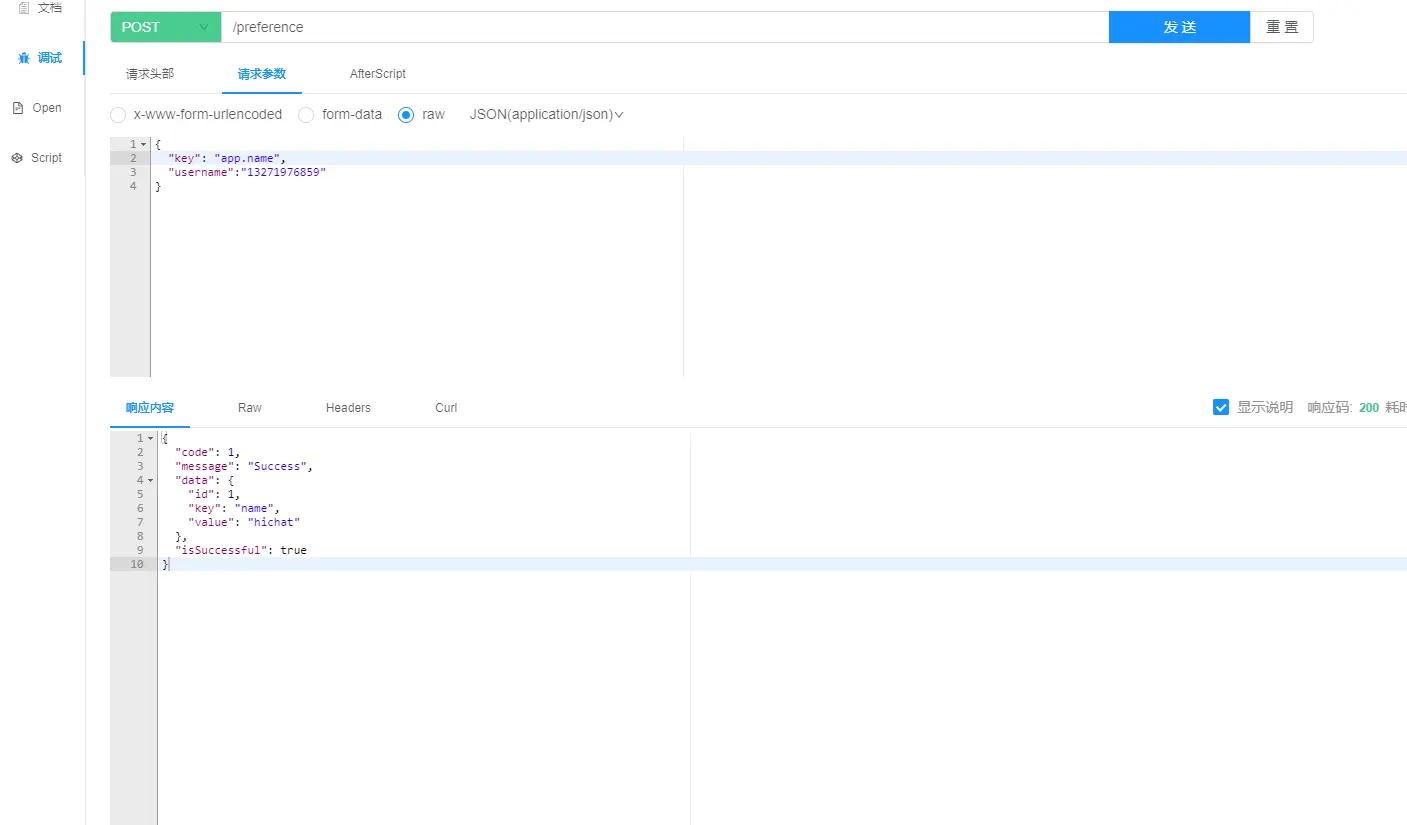 文档
POST /preference 发 送 重 置
调试
请求头部 请求参数 AfterScript
Open
x-www-form-urlencoded form-data raw JSON(application/json)
Script
1 {
2 "key": "app.name",
3 "username":"13271976859"
4 }
响应内容 Raw Headers Curl 显示说明 响应码: 200 耗时
1 {
2 "code": 1,
3 "message": "Success",
4 "data": {
5 "id": 1,
6 "key": "name",
7 "value": "hichat"
8 },
9 "isSuccessful": true
10 }